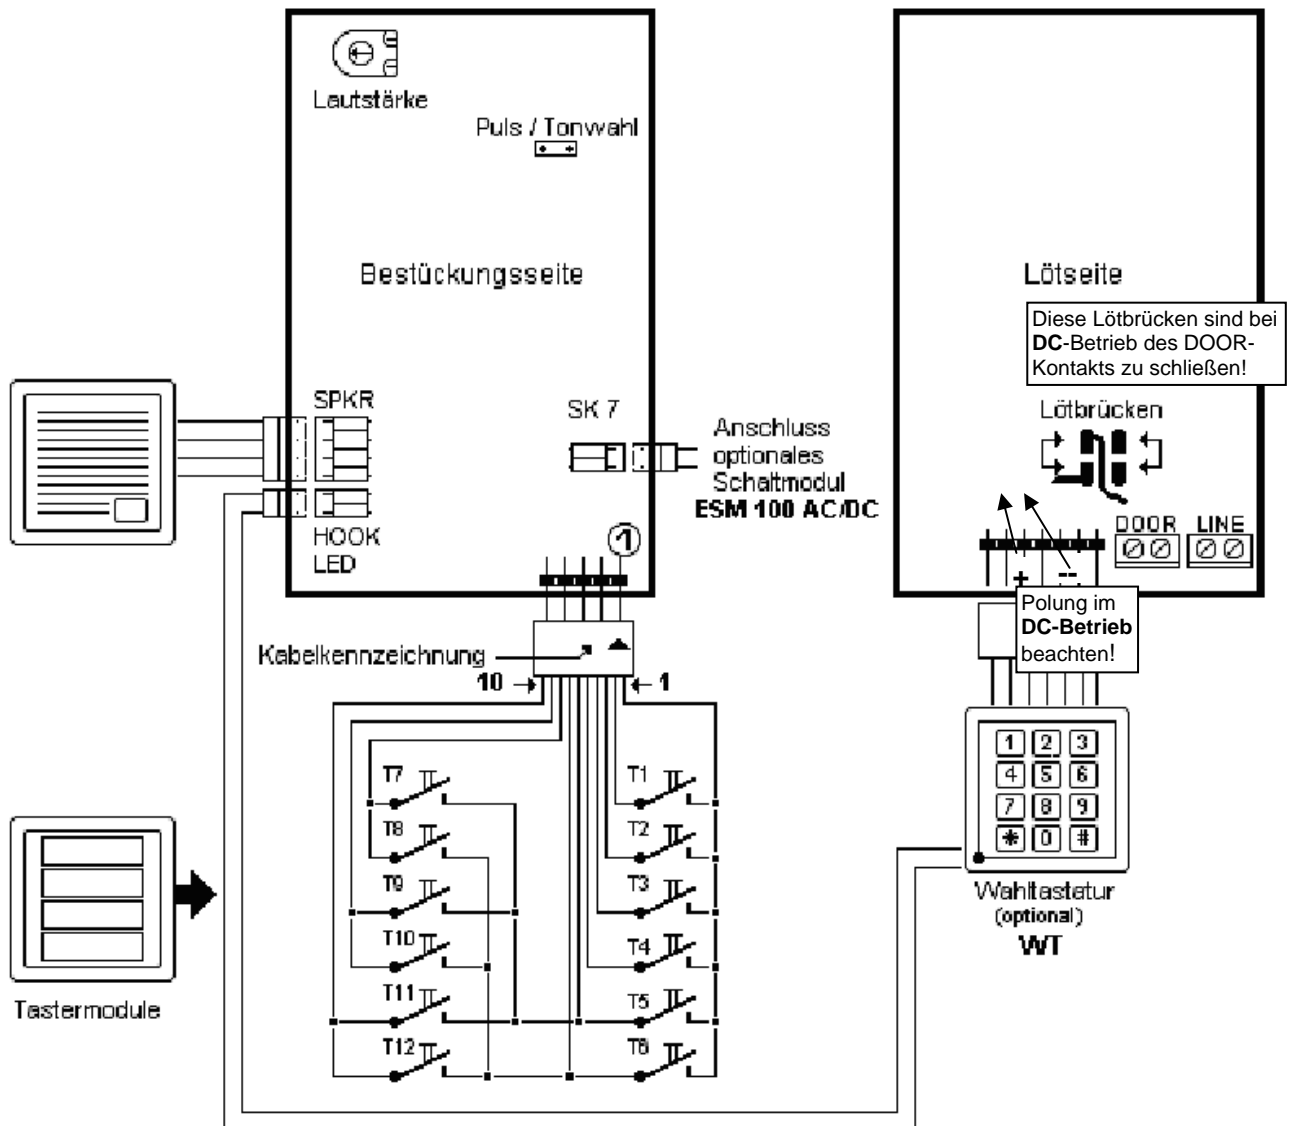 Lautstärke
Puls / Tonwahl
Bestückungsseite
SPKR
HOOK
LED
SK 7
1
Anschluss
optionales
Schaltmodul
ESM 100 AC/DC
Kabelkennzeichnung
10
1
T7
T8
T9
T10
T11
T12
T1
T2
T3
T4
T5
T6
Tastermodule
Lötseite
Diese Lötbrücken sind bei
DC-Betrieb des DOOR-
Kontakts zu schließen!
Lötbrücken
DOOR LINE
+ --
Polung im
DC-Betrieb
beachten!
1 2 3
4 5 6
7 8 9
* 0 #
Wahltastatur
(optional)
WT